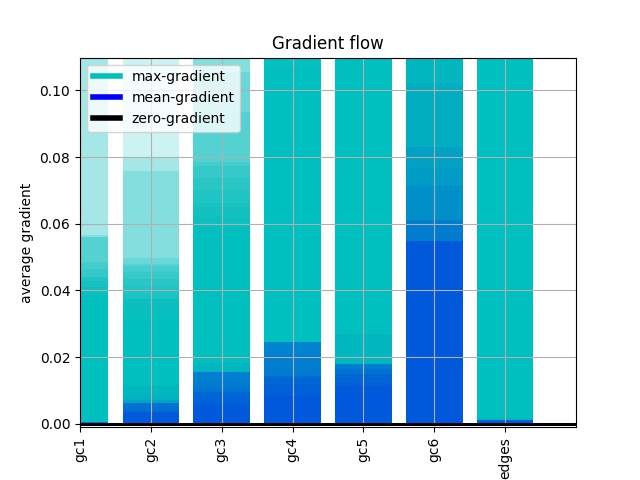 Gradient flow
max-gradient
mean-gradient
zero-gradient
average gradient
0.10
0.08
0.06
0.04
0.02
0.00
gc1
gc2
gc3
gc4
gc5
gc6
edges